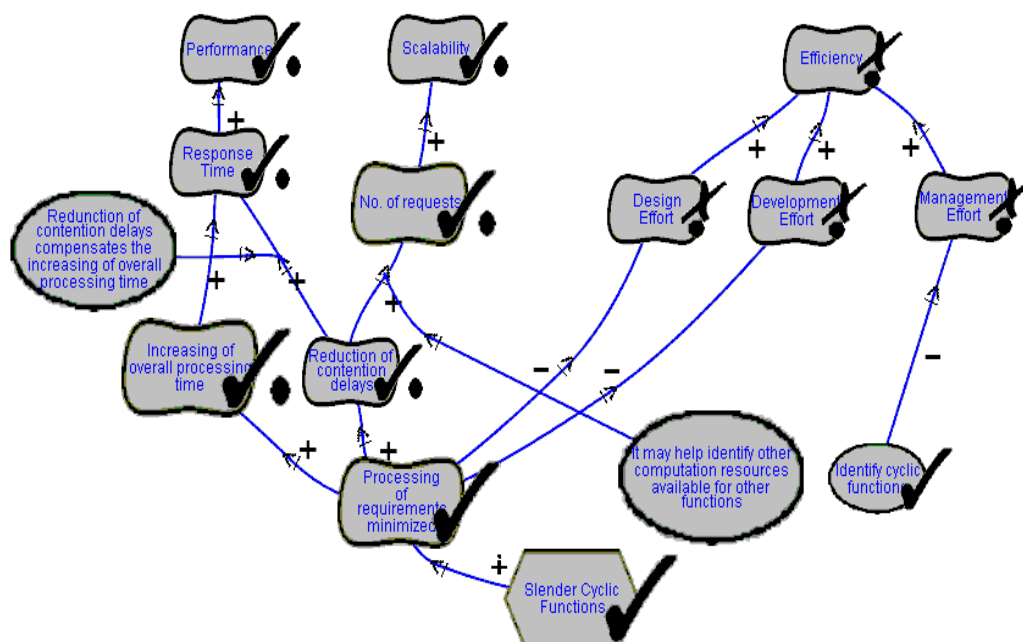 Performance
Scalability
Efficiency
+
+
Response
Time
+
+
+
No. of requests
Design
Effort
Development
Effort
Management
Effort
Redunction of
contention delays
compensates the
increasing of overall
processing time
+
+
+
Increasing of
overall processing
time
Reduction of
contention
delays
-
-
-
+
+
Processing
of
requirements
minimized
It may help identify other
computation resources
available for other
functions
Identify cyclic
functions
+
Slender Cyclic
Functions